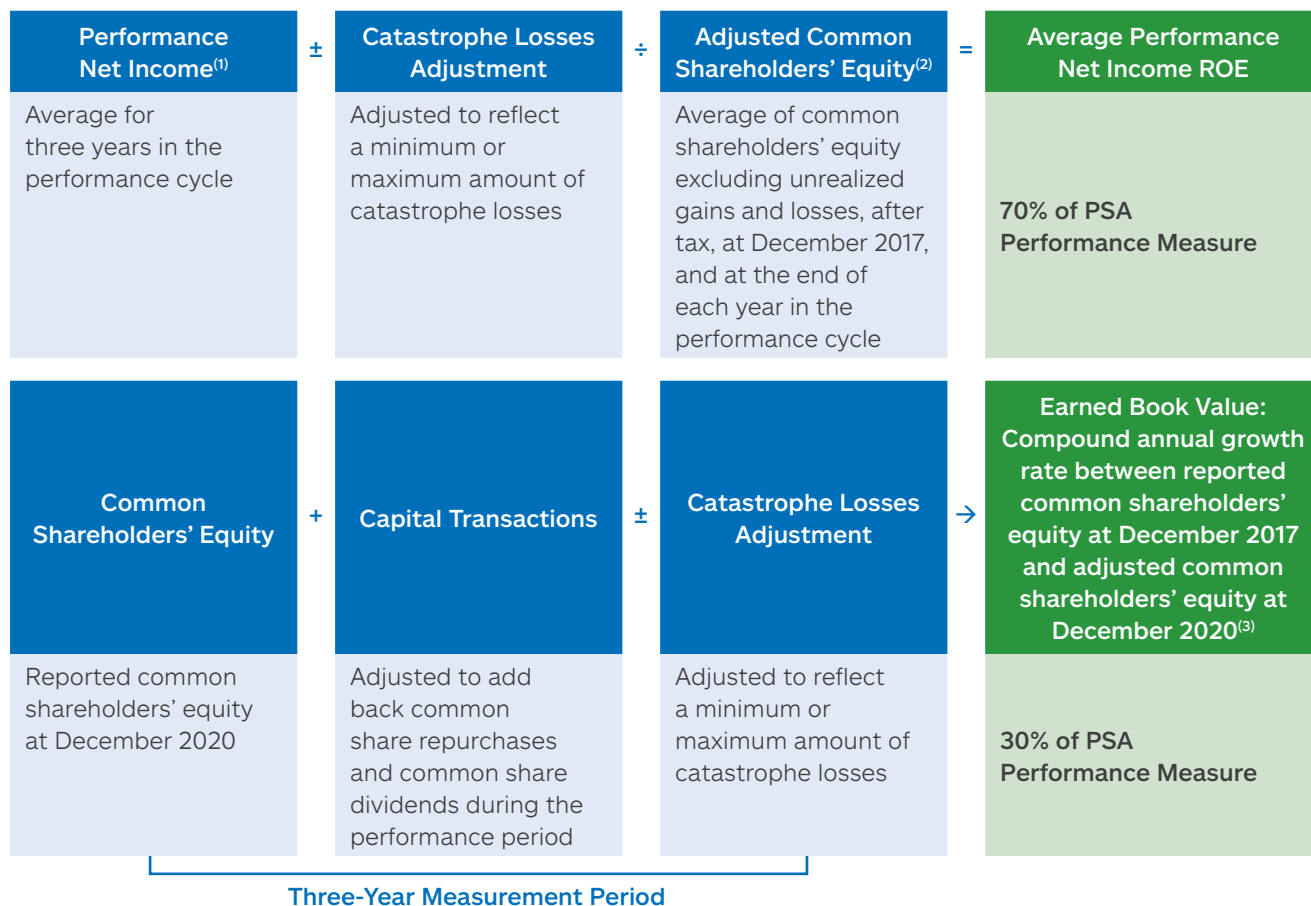 Performance
Net Income(1)
±
Catastrophe Losses
Adjustment
÷
Adjusted Common
Shareholders’ Equity(2)
=
Average Performance
Net Income ROE
Average for
three years in the
performance cycle
Adjusted to reflect
a minimum or
maximum amount of
catastrophe losses
Average of common
shareholders’ equity
excluding unrealized
gains and losses, after
tax, at December 2017,
and at the end of
each year in the
performance cycle
70% of PSA
Performance Measure
Common
Shareholders’ Equity
+
Capital Transactions
±
Catastrophe Losses
Adjustment
→
Earned Book Value:
Compound annual growth
rate between reported
common shareholders’
equity at December 2017
and adjusted common
shareholders’ equity at
December 2020(3)
Reported common
shareholders’ equity
at December 2020
Adjusted to add
back common
share repurchases
and common share
dividends during the
performance period
Adjusted to reflect
a minimum or
maximum amount of
catastrophe losses
30% of PSA
Performance Measure
Three-Year Measurement Period